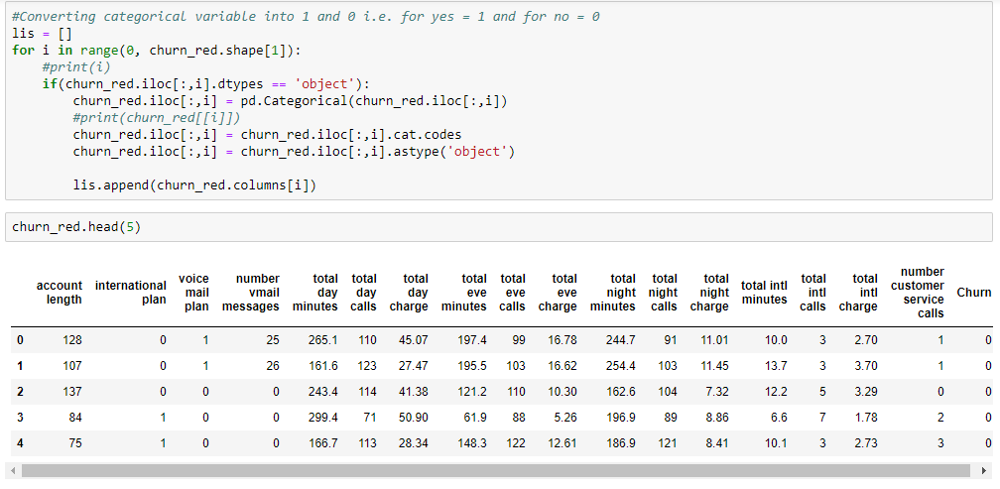 #Converting categorical variable into 1 and 0 i.e. for yes = 1 and for no = 0
lis = []
for i in range(0, churn_red.shape[1]):
    #print(i)
    if(churn_red.iloc[:,i].dtypes == 'object'):
        churn_red.iloc[:,i] = pd.Categorical(churn_red.iloc[:,i])
        #print(churn_red[[i]])
        churn_red.iloc[:,i] = churn_red.iloc[:,i].cat.codes
        churn_red.iloc[:,i] = churn_red.iloc[:,i].astype('object')
        lis.append(churn_red.columns[i])
churn_red.head(5)
account length international plan voice mail plan number vmail messages total day minutes total day calls total day charge total eve minutes total eve calls total eve charge total night minutes total night calls total night charge total intl minutes total intl calls total intl charge number customer service calls Churn
0 128 0 1 25 265.1 110 45.07 197.4 99 16.78 244.7 91 11.01 10.0 3 2.70 1 0
1 107 0 1 26 161.6 123 27.47 195.5 103 16.62 254.4 103 11.45 13.7 3 3.70 1 0
2 137 0 0 0 243.4 114 41.38 121.2 110 10.30 162.6 104 7.32 12.2 5 3.29 0 0
3 84 1 0 0 299.4 71 50.90 61.9 88 5.26 196.9 89 8.86 6.6 7 1.78 2 0
4 75 1 0 0 166.7 113 28.34 148.3 122 12.61 186.9 121 8.41 10.1 3 2.73 3 0